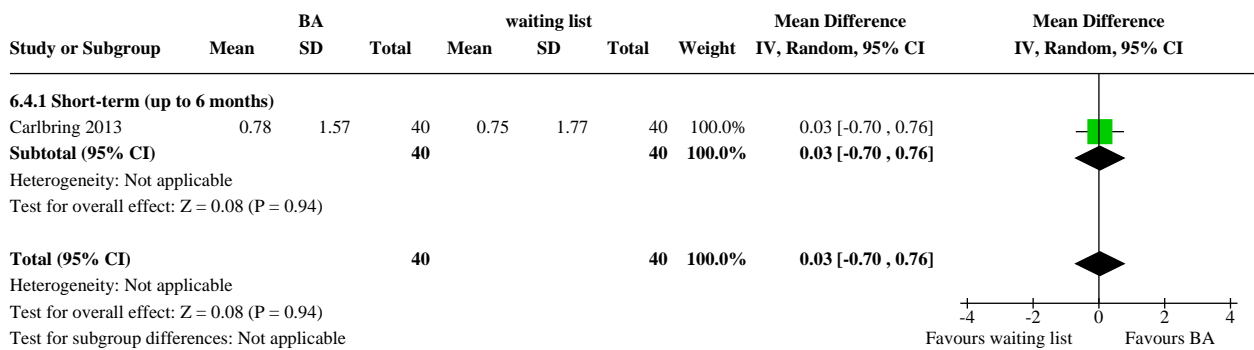 BA waiting list Mean Difference Mean Difference
Study or Subgroup Mean SD Total Mean SD Total Weight IV, Random, 95% CI IV, Random, 95% CI
6.4.1 Short-term (up to 6 months)
Carlbring 2013 0.78 1.57 40 0.75 1.77 40 100.0% 0.03 [-0.70 , 0.76]
Subtotal (95% CI) 40 40 100.0% 0.03 [-0.70 , 0.76]
Heterogeneity: Not applicable
Test for overall effect: Z = 0.08 (P = 0.94)
Total (95% CI) 40 40 100.0% 0.03 [-0.70 , 0.76]
Heterogeneity: Not applicable
Test for overall effect: Z = 0.08 (P = 0.94)
-4 -2 0 2 4
Test for subgroup differences: Not applicable Favours waiting list Favours BA